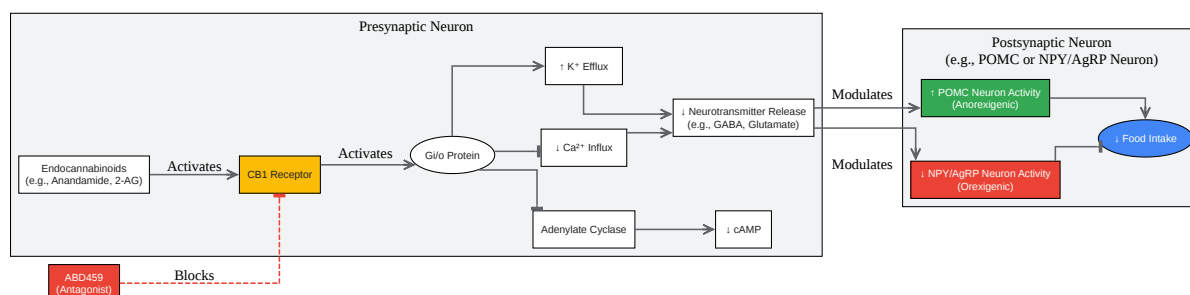 Presynaptic Neuron
Postsynaptic Neuron
(e.g., POMC or NPY/AgRP Neuron)
↑ K⁺ Efflux
Modulates
↑ POMC Neuron Activity
(Anorexigenic)
↓ Neurotransmitter Release
(e.g., GABA, Glutamate)
↓ Food Intake
Gi/o Protein
↓ Ca²⁺ Influx
Activates
Modulates
Endocannabinoids
(e.g., Anandamide, 2-AG)
Activates
CB1 Receptor
↓ NPY/AgRP Neuron Activity
(Orexigenic)
Adenylate Cyclase
↓ cAMP
Blocks
ABD459
(Antagonist)